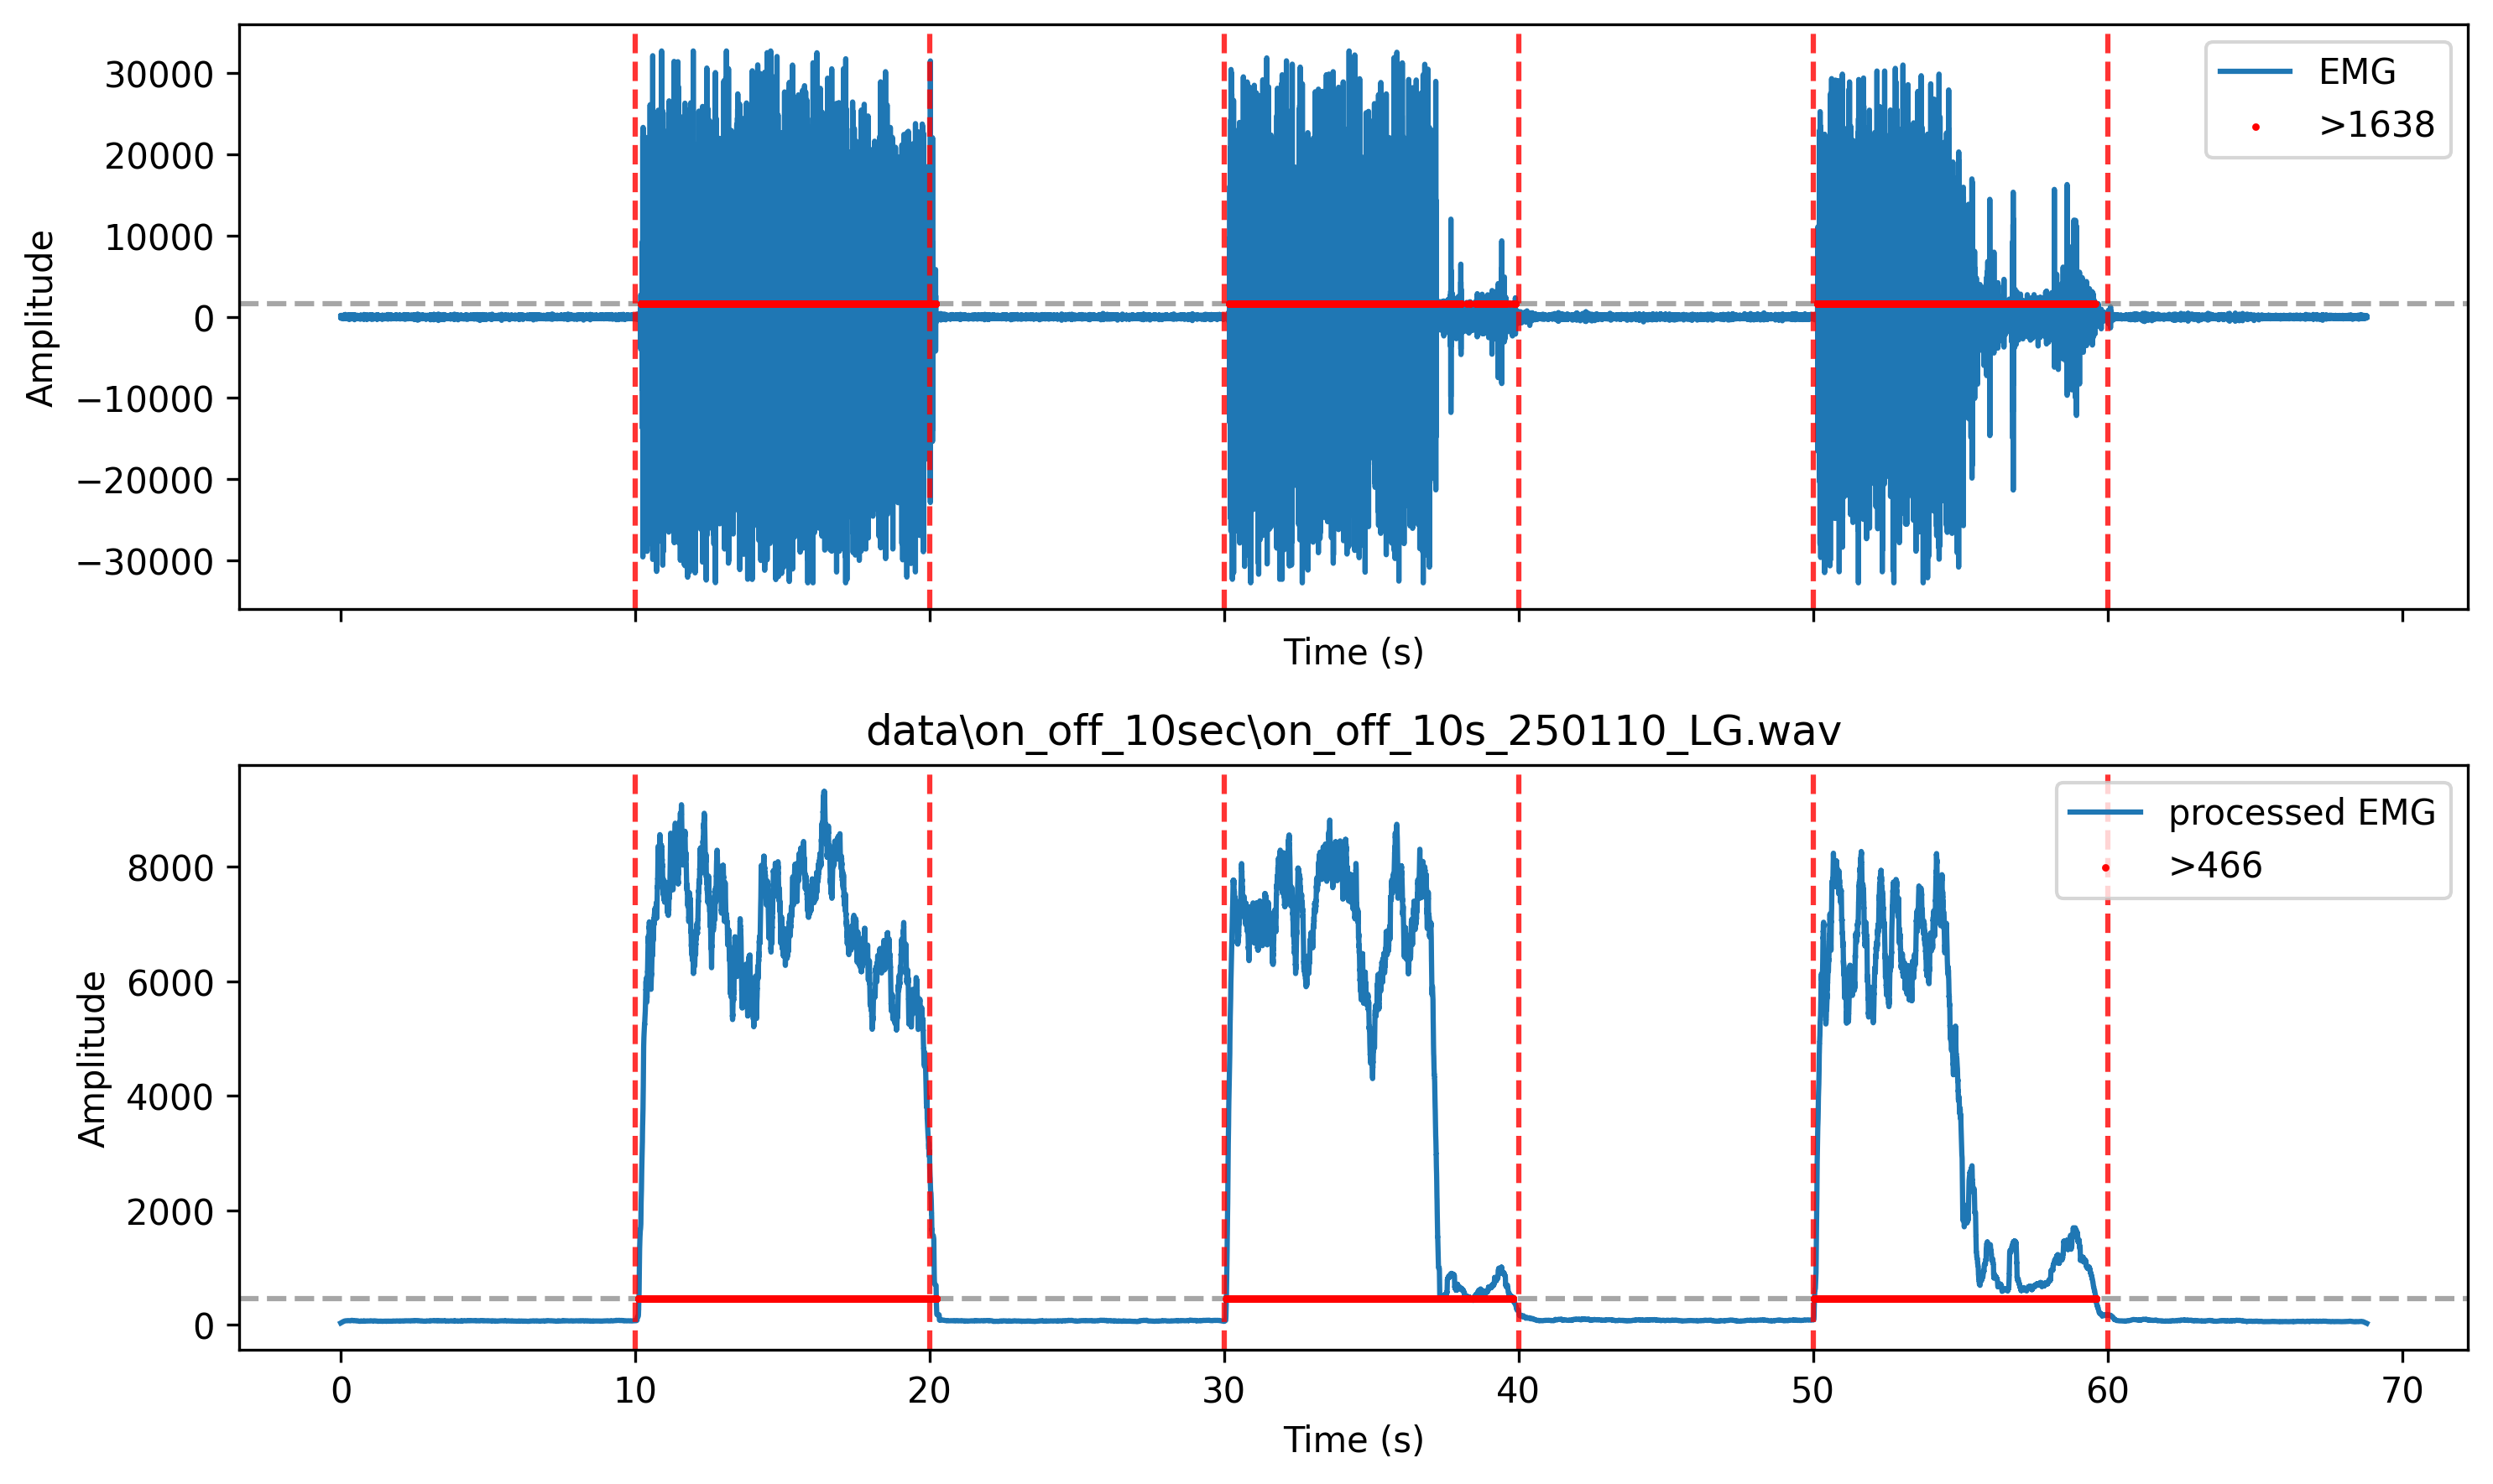 30000
20000
10000
0
−10000
−20000
−30000
Amplitude
EMG
>1638
Time (s)
data\on_off_10sec\on_off_10s_250110_LG.wav
8000
6000
4000
2000
0
Amplitude
processed EMG
>466
0 10 20 30 40 50 60 70
Time (s)